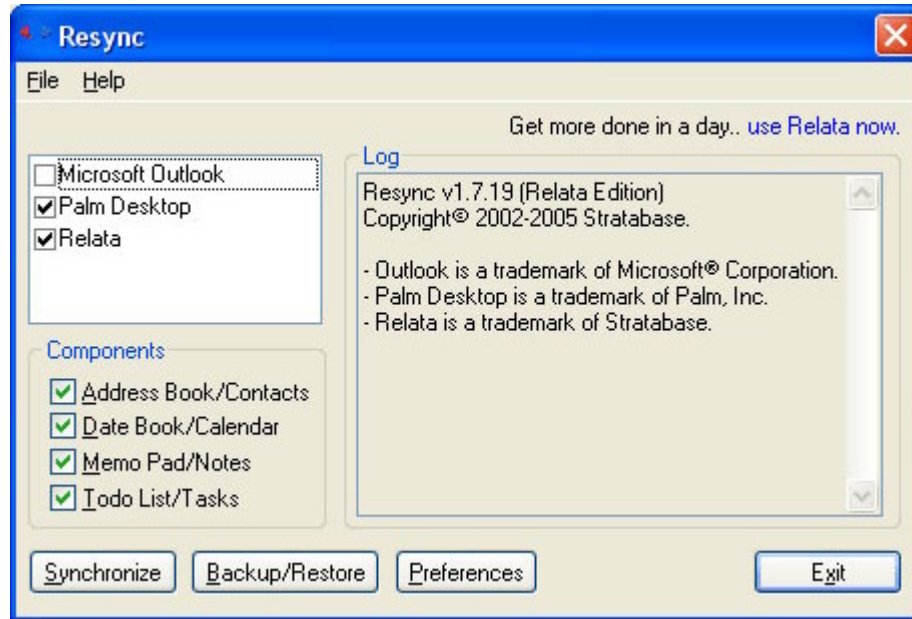 Resync
File Help
Get more done in a day.. use Relata now.
Microsoft Outlook
Palm Desktop
Relata
Components
Address Book/Contacts
Date Book/Calendar
Memo Pad/Notes
Todo List/Tasks
Log
Resync v1.7.19 (Relata Edition)
Copyright© 2002-2005 Stratabase.
- Outlook is a trademark of Microsoft® Corporation.
- Palm Desktop is a trademark of Palm, Inc.
- Relata is a trademark of Stratabase.
Synchronize Backup/Restore Preferences Exit